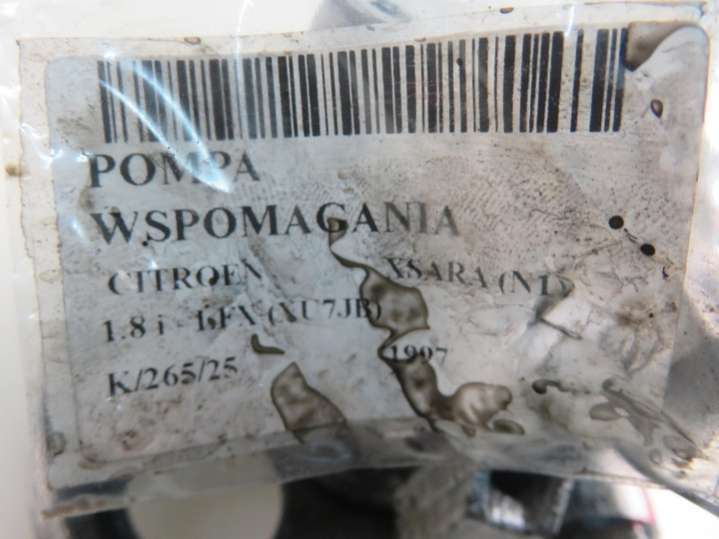 POMPA
WSPOMAGANIA
CITROEN XSARA (N1)
1.8 i - LFX (XU7JB)
K/265/25 1997